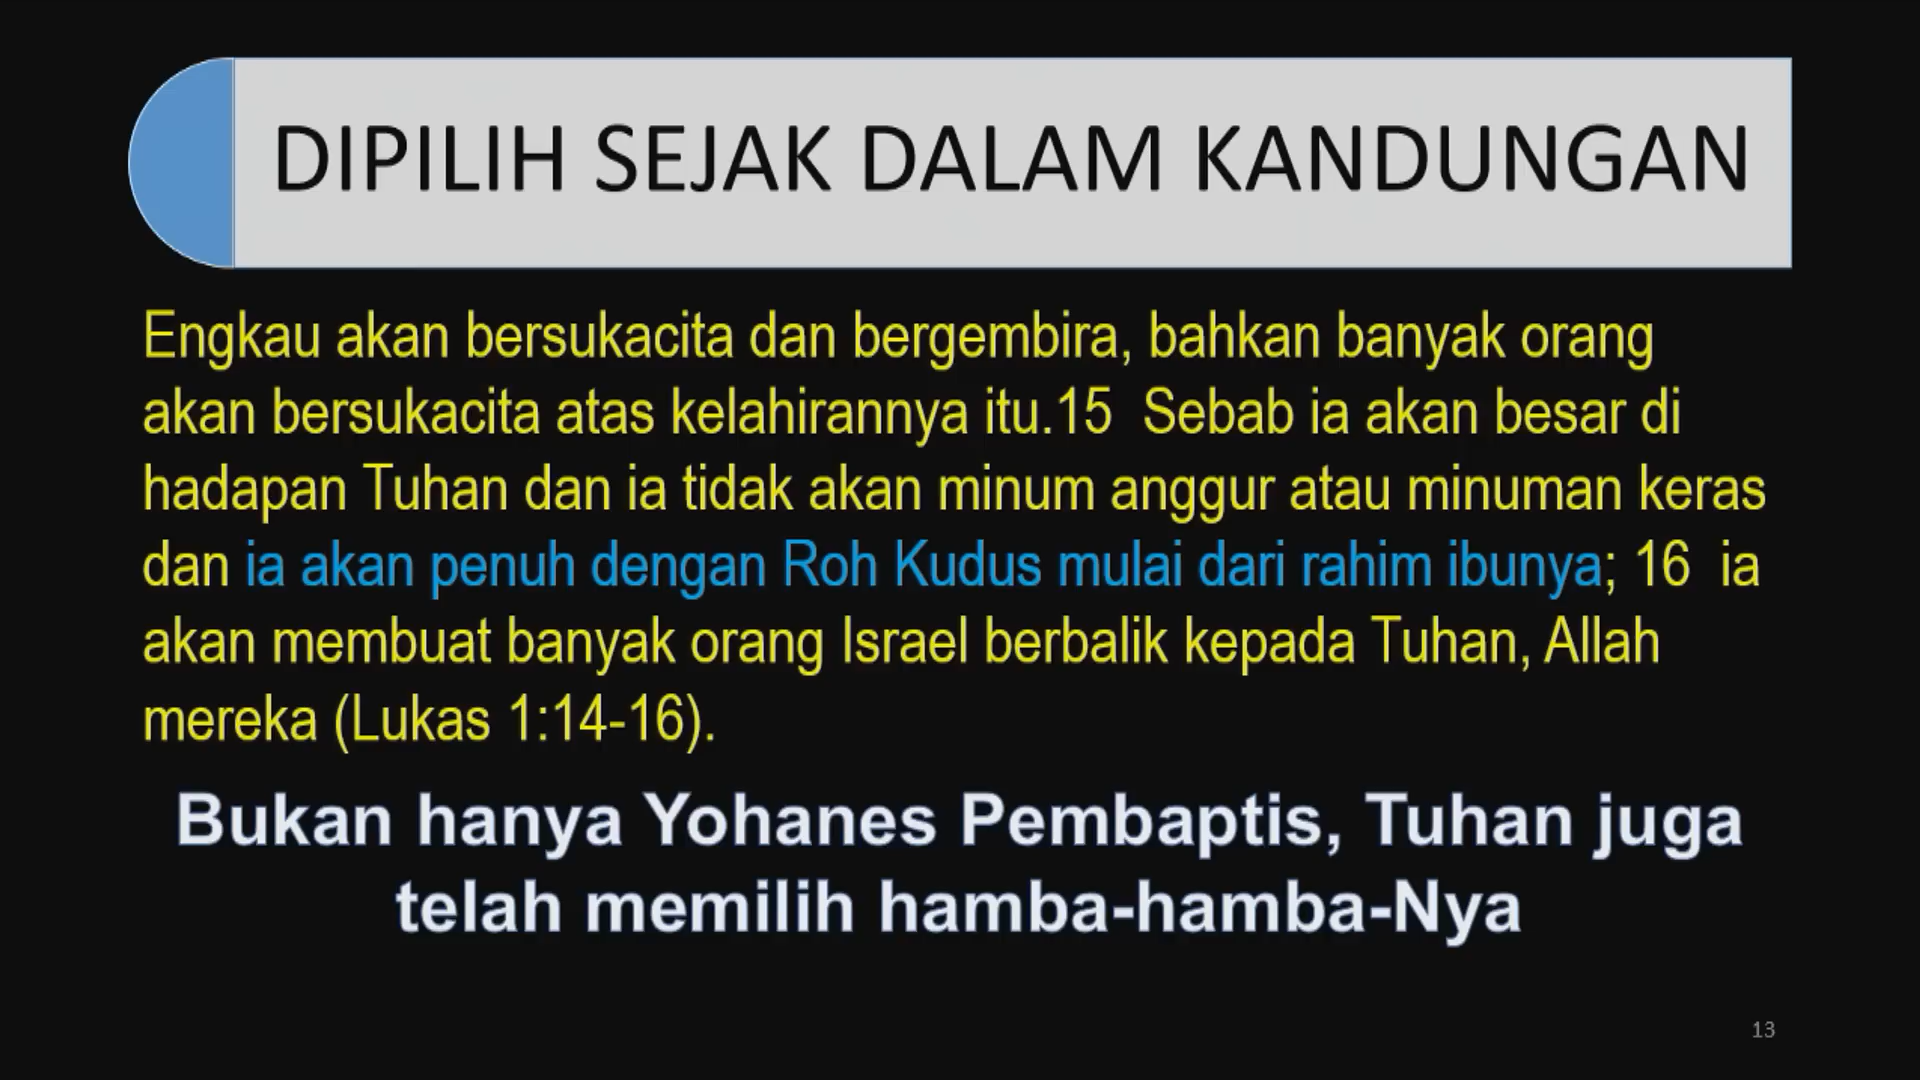 DIPILIH SEJAK DALAM KANDUNGAN
Engkau akan bersukacita dan bergembira, bahkan banyak orang
akan bersukacita atas kelahirannya itu.15  Sebab ia akan besar di
hadapan Tuhan dan ia tidak akan minum anggur atau minuman keras
dan ia akan penuh dengan Roh Kudus mulai dari rahim ibunya; 16  ia
akan membuat banyak orang Israel berbalik kepada Tuhan, Allah
mereka (Lukas 1:14-16).
Bukan hanya Yohanes Pembaptis, Tuhan juga
telah memilih hamba-hamba-Nya
13